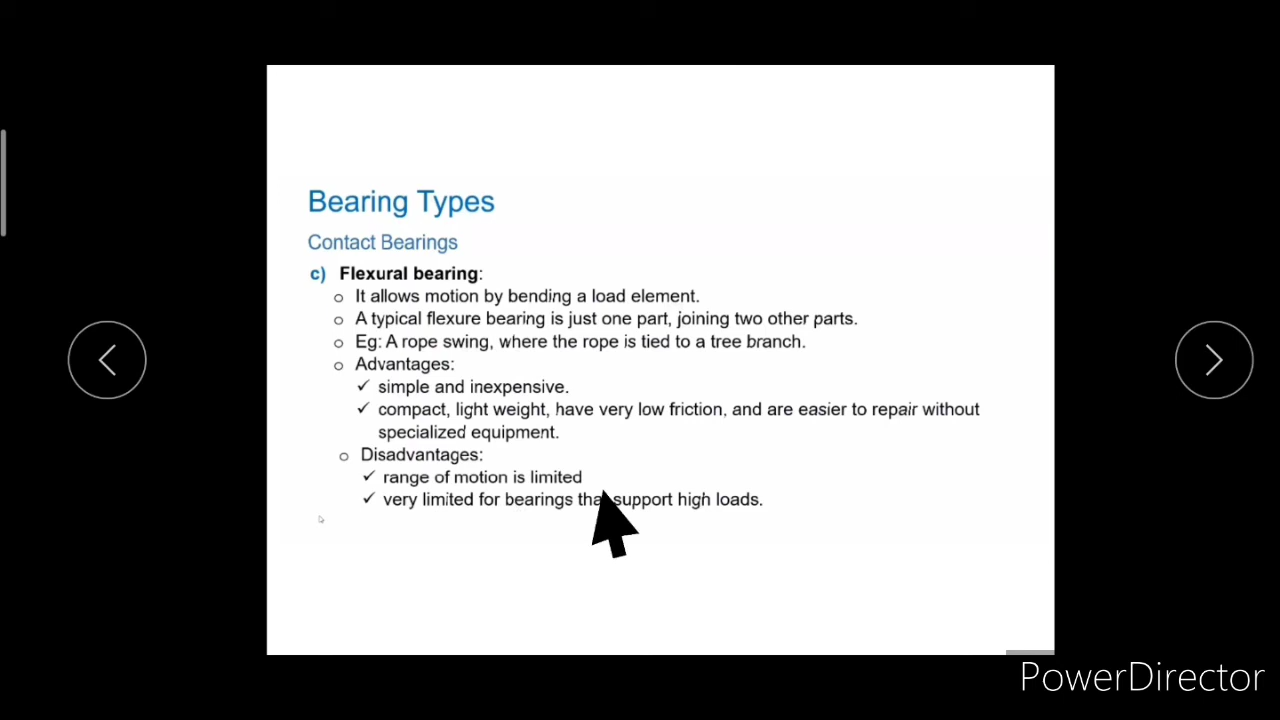 Bearing Types
Contact Bearings
c) Flexural bearing:
o It allows motion by bending a load element.
o A typical flexure bearing is just one part, joining two other parts.
o Eg: A rope swing, where the rope is tied to a tree branch.
o Advantages:
✓ simple and inexpensive.
✓ compact, light weight, have very low friction, and are easier to repair without
specialized equipment.
o Disadvantages:
✓ range of motion is limited
✓ very limited for bearings that support high loads.
PowerDirector